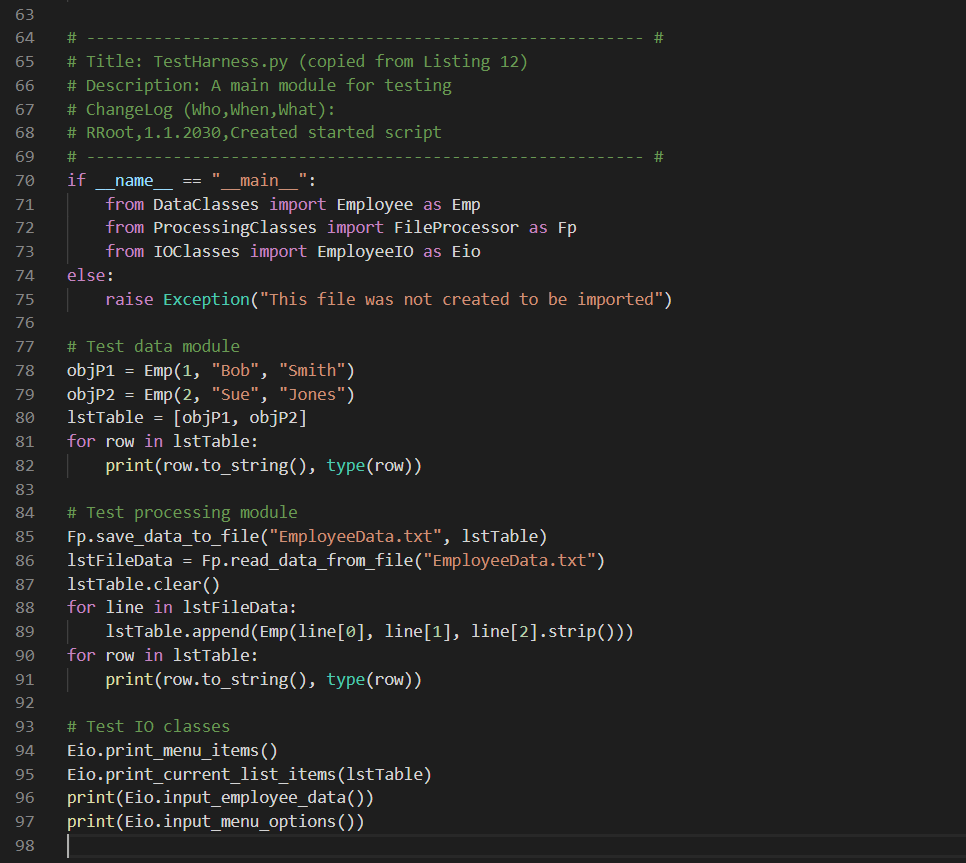 63
64 # ---------------------------------------------------------- #
65 # Title: TestHarness.py (copied from Listing 12)
66 # Description: A main module for testing
67 # ChangeLog (Who,When,What):
68 # RRoot,1.1.2030,Created started script
69 # ---------------------------------------------------------- #
70 if __name__ == "__main__":
71     from DataClasses import Employee as Emp
72     from ProcessingClasses import FileProcessor as Fp
73     from IOClasses import EmployeeIO as Eio
74 else:
75     raise Exception("This file was not created to be imported")
76
77 # Test data module
78 objP1 = Emp(1, "Bob", "Smith")
79 objP2 = Emp(2, "Sue", "Jones")
80 lstTable = [objP1, objP2]
81 for row in lstTable:
82     print(row.to_string(), type(row))
83
84 # Test processing module
85 Fp.save_data_to_file("EmployeeData.txt", lstTable)
86 lstFileData = Fp.read_data_from_file("EmployeeData.txt")
87 lstTable.clear()
88 for line in lstFileData:
89     lstTable.append(Emp(line[0], line[1], line[2].strip()))
90 for row in lstTable:
91     print(row.to_string(), type(row))
92
93 # Test IO classes
94 Eio.print_menu_items()
95 Eio.print_current_list_items(lstTable)
96 print(Eio.input_employee_data())
97 print(Eio.input_menu_options())
98